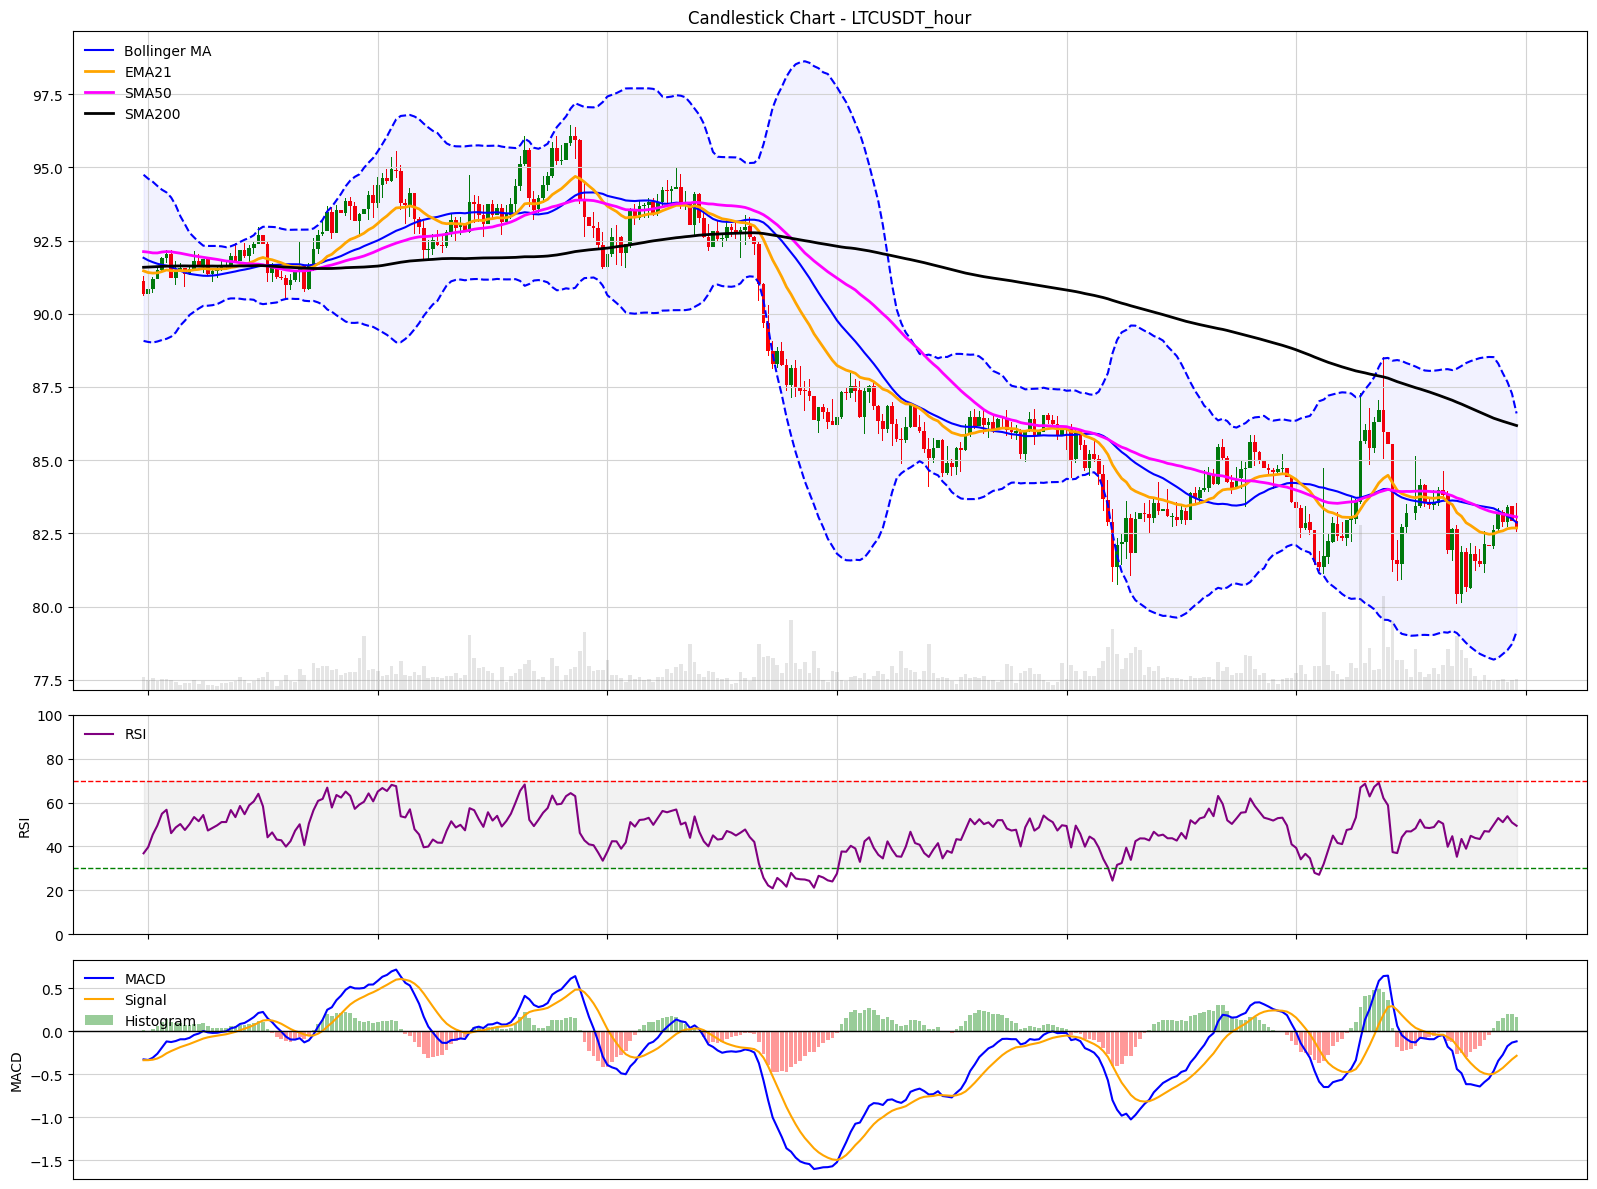 Candlestick Chart - LTCUSDT_hour
Bollinger MA
EMA21
SMA50
SMA200
97.5
95.0
92.5
90.0
87.5
85.0
82.5
80.0
77.5
RSI
100
80
60
40
20
0
RSI
MACD
Signal
Histogram
0.5
0.0
−0.5
−1.0
−1.5
MACD